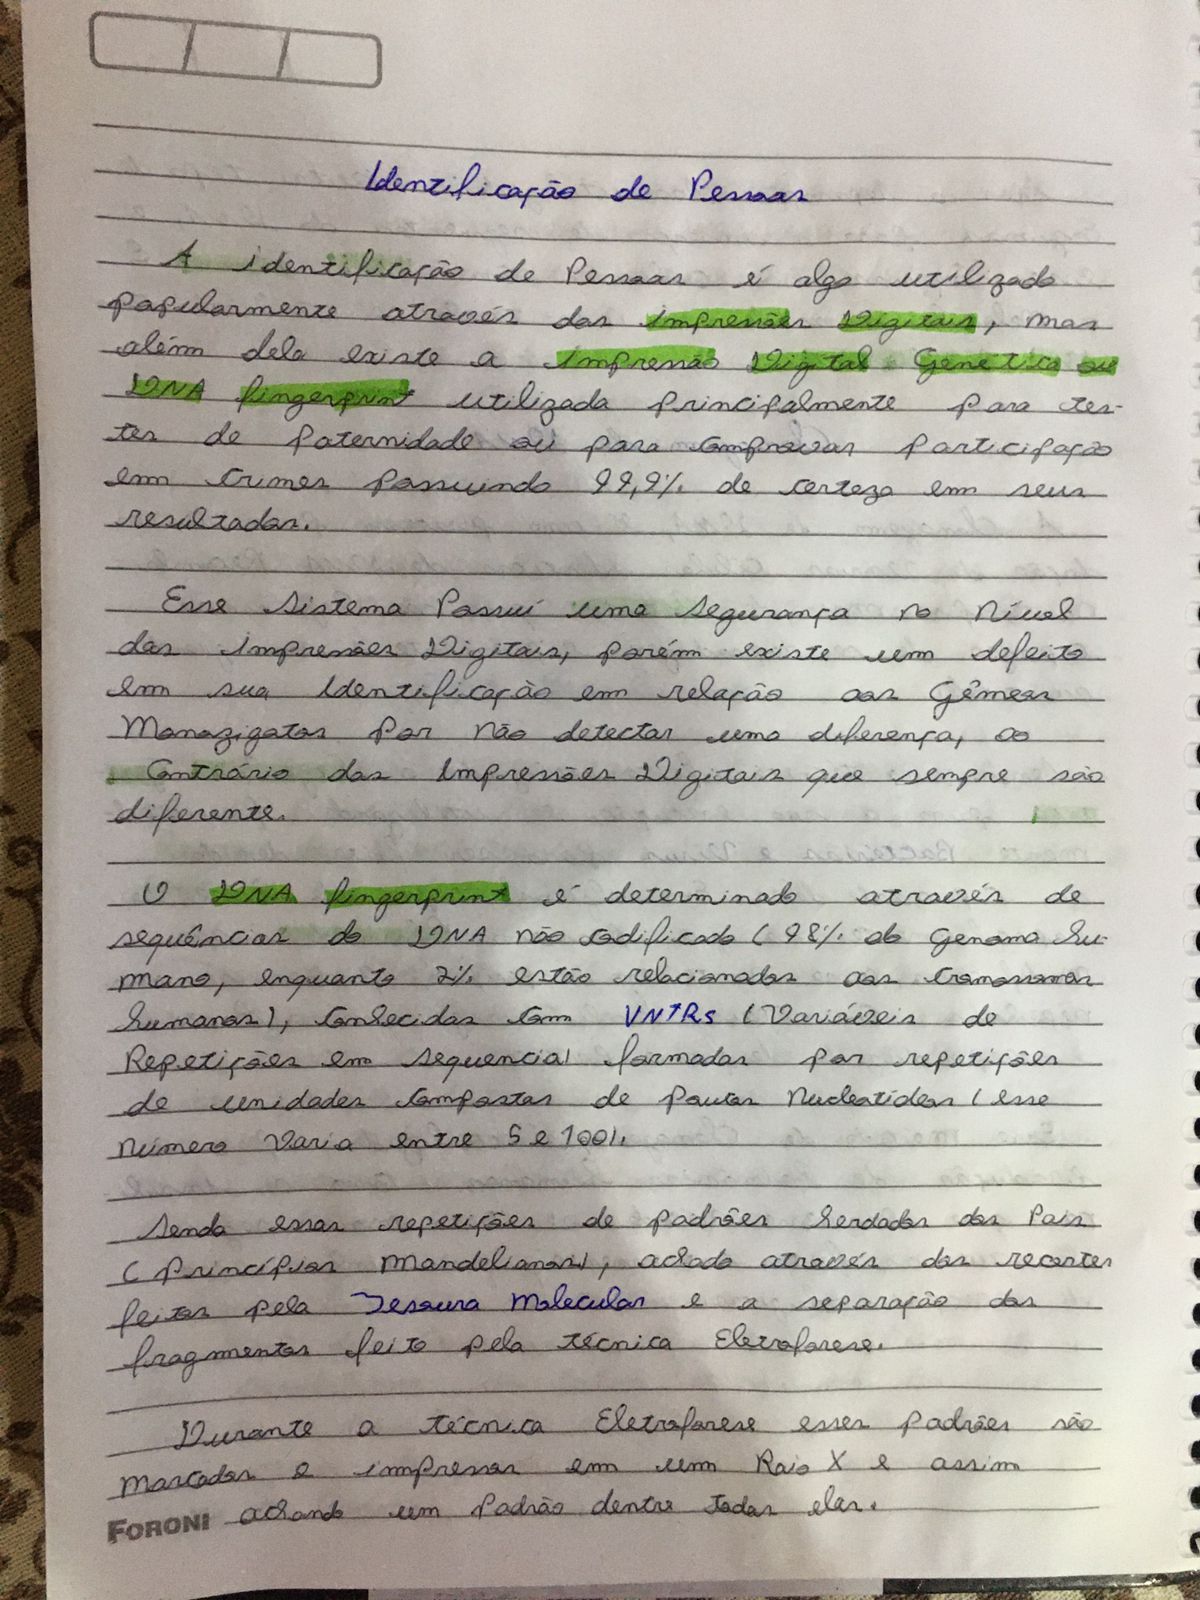 Identificação de Pessoas
A identificação de Pessoas é algo utilizado
popularmente através das impressões Digitais, mas
além dela existe a impressão Digital Genética ou
DNA fingerprint utilizada principalmente para tes-
tes de paternidade ou para comprovar participação
em crimes possuindo 99,9% de certeza em seus
resultados.
Esse sistema Possui uma segurança no Nível
das impressões Digitais, porém existe um defeito
em sua Identificação em relação aos Gêmeos
Monozigotos Por não detectar uma diferença, ao
Contrário das Impressões Digitais que sempre são
diferente.
O DNA fingerprint é determinado através de
sequências do DNA não codificado (98% do Genoma hu-
mano, enquanto 2% estão relacionados aos cromossomos
humanos), conhecidas com VNTRs (Variáveis de
Repetições em sequencia) formadas por repetições
de unidades compostas de poucos Nucleotídeos (esse
número varia entre 5 e 100).
Sendo essas repetições de padrões herdados dos Pais
(Princípios Mandelianos), achado através dos recortes
feitos pela Tesoura Molecular e a separação dos
fragmentos feito pela técnica Eletroforese.
Durante a técnica Eletroforese esses padrões são
marcados e impressos em um Raio X e assim
achando um Padrão dentre todos eles.
FORONI